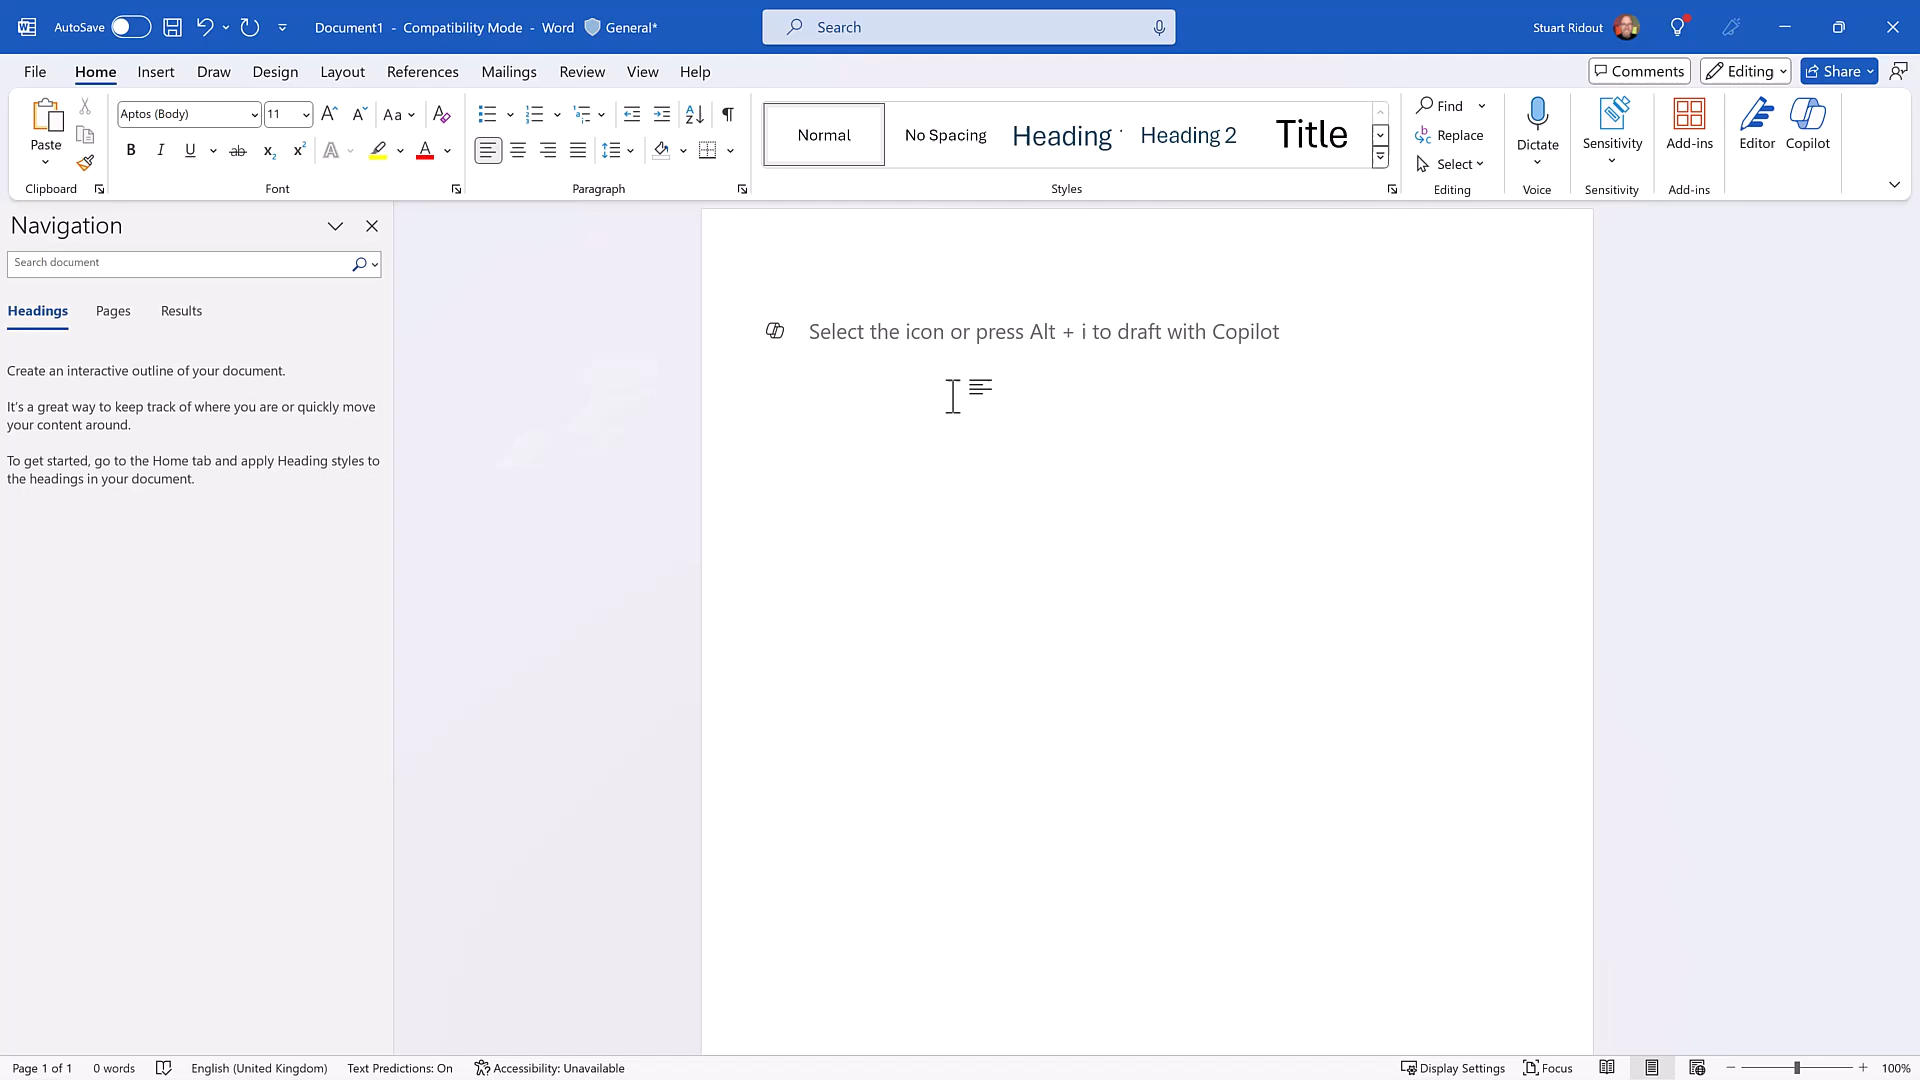 AutoSave Document1 - Compatibility Mode - Word General* Search Stuart Ridout
File Home Insert Draw Design Layout References Mailings Review View Help Comments Editing Share
Paste
Aptos (Body) 11 Aa
B I U ab x₂ x² A A
Normal No Spacing Heading Heading 2 Title
Find
Replace
Select
Dictate Sensitivity Add-ins Editor Copilot
Clipboard Font Paragraph Styles Editing Voice Sensitivity Add-ins
Navigation
Search document
Headings Pages Results
Create an interactive outline of your document.
It's a great way to keep track of where you are or quickly move
your content around.
To get started, go to the Home tab and apply Heading styles to
the headings in your document.
Select the icon or press Alt + i to draft with Copilot
Page 1 of 1 0 words English (United Kingdom) Text Predictions: On Accessibility: Unavailable Display Settings Focus 100%